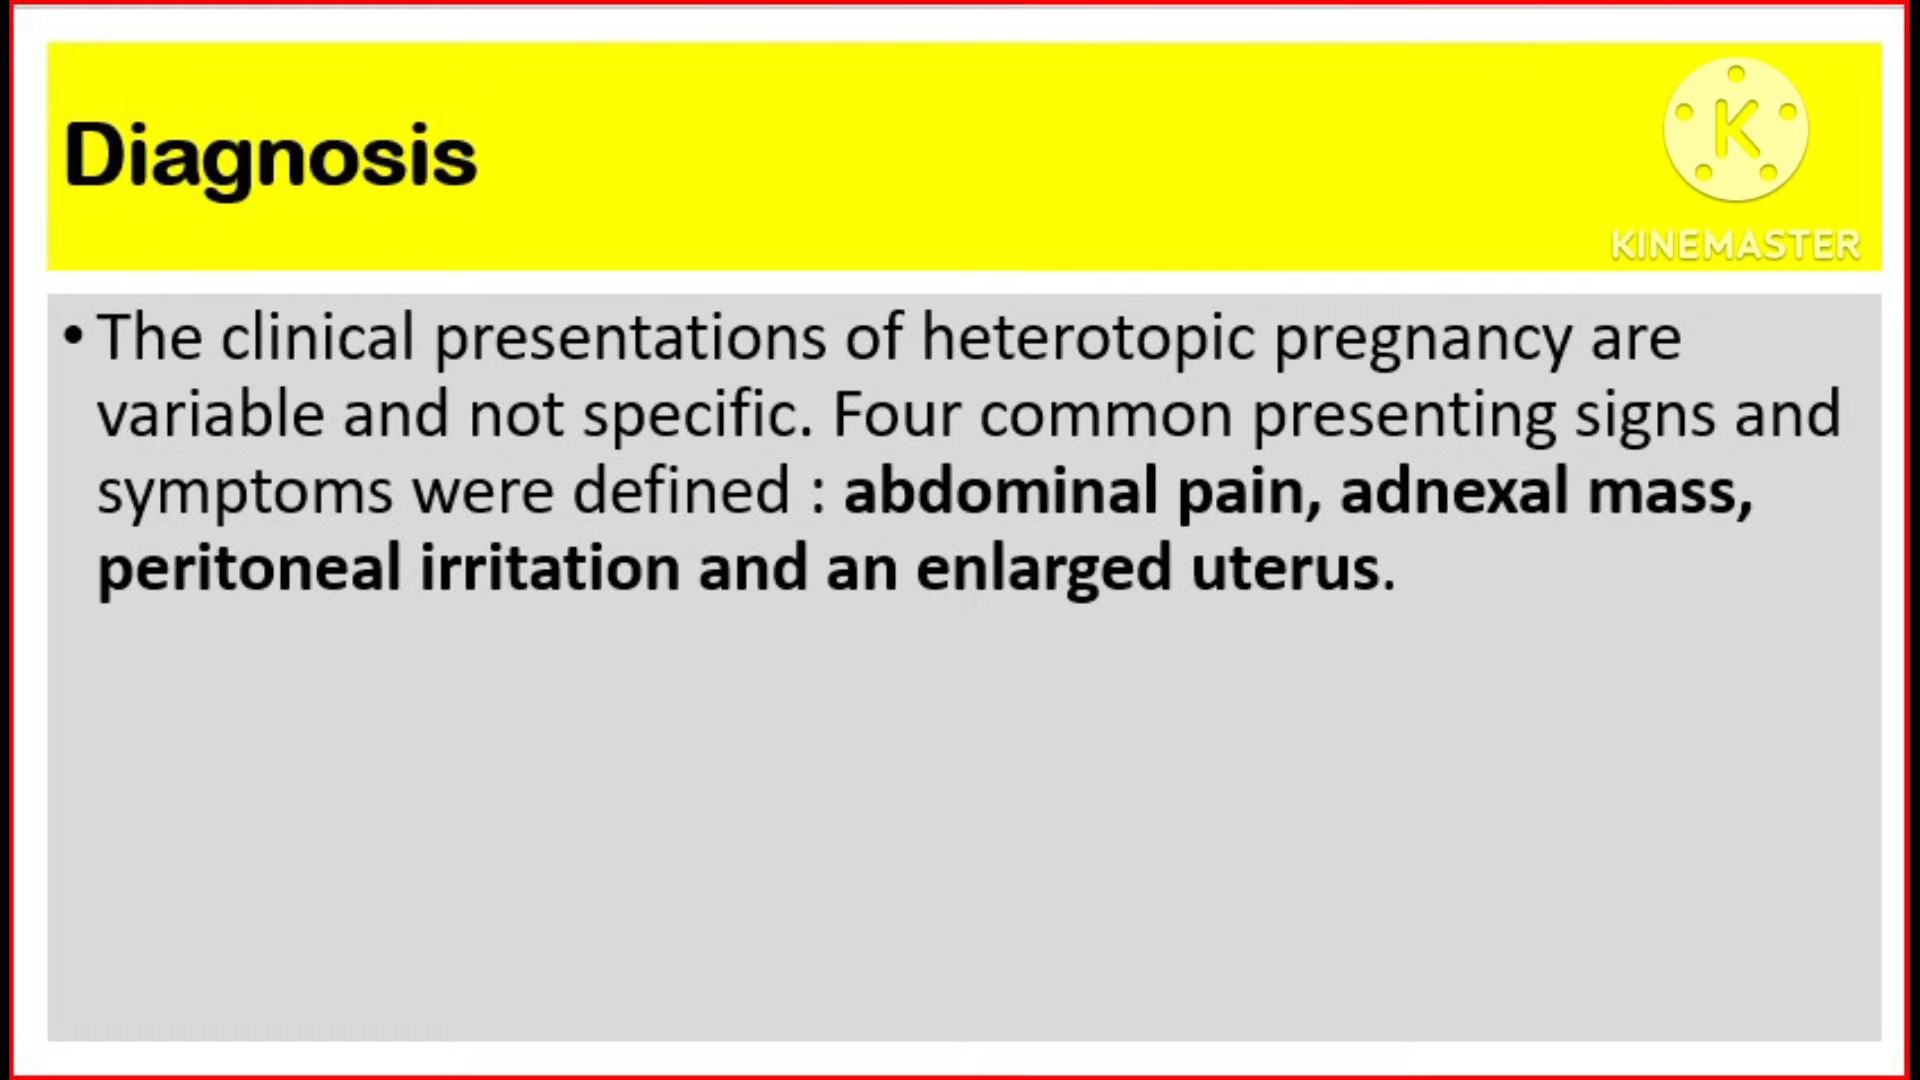 Diagnosis
K
KINEMASTER
• The clinical presentations of heterotopic pregnancy are
variable and not specific. Four common presenting signs and
symptoms were defined : abdominal pain, adnexal mass,
peritoneal irritation and an enlarged uterus.